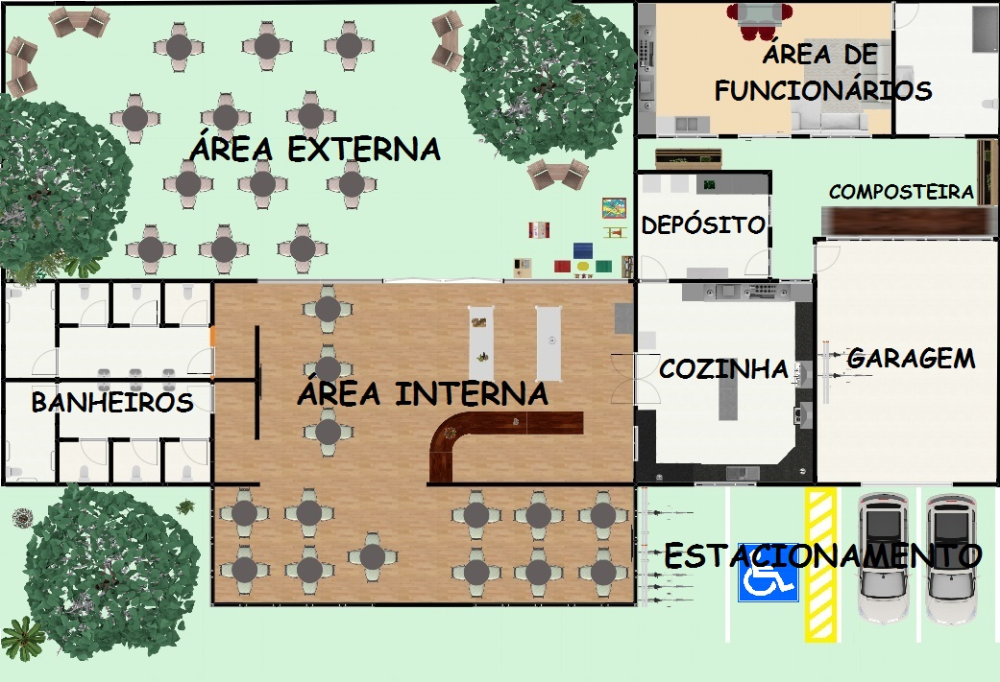 ÁREA DE
FUNCIONÁRIOS
ÁREA EXTERNA
COMPOSTEIRA
DEPÓSITO
COZINHA
GARAGEM
ÁREA INTERNA
BANHEIROS
ESTACIONAMENTO